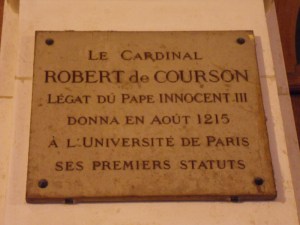 LE CARDINAL
ROBERT de COURSON
LÉGAT DU PAPE INNOCENT III
DONNA EN AOÛT 1215
À L'UNIVERSITÉ DE PARIS
SES PREMIERS STATUTS